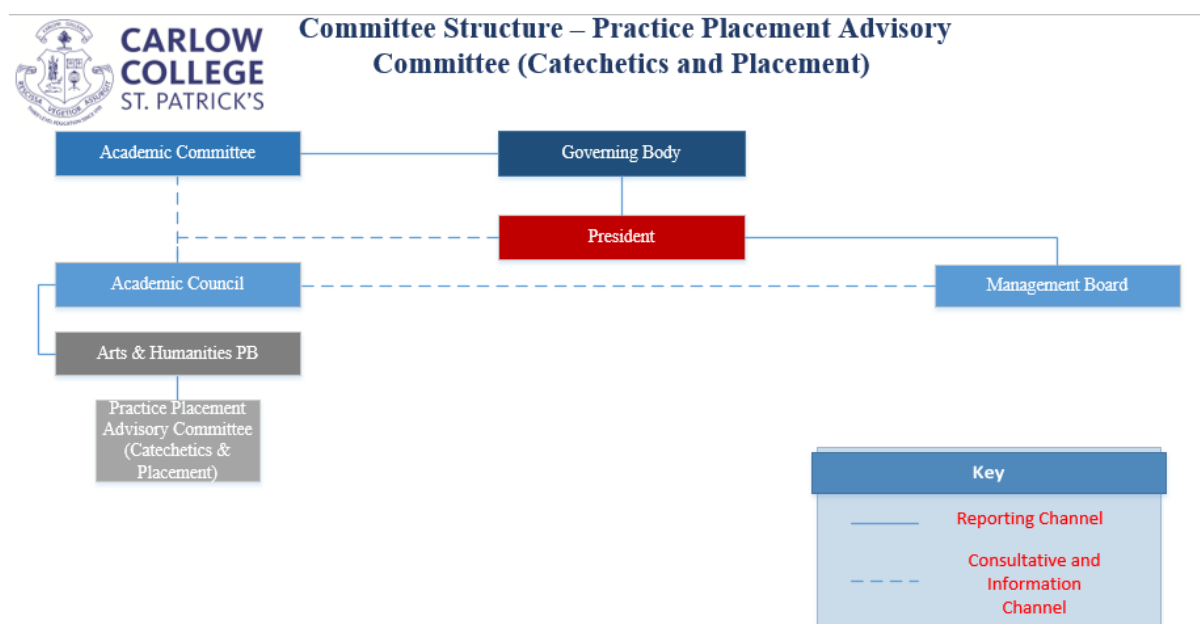 CARLOW
COLLEGE
ST. PATRICK'S
Committee Structure – Practice Placement Advisory
Committee (Catechetics and Placement)
Academic Committee
Governing Body
President
Academic Council
Management Board
Arts & Humanities PB
Practice Placement
Advisory Committee
(Catechetics &
Placement)
Key
Reporting Channel
Consultative and
Information
Channel